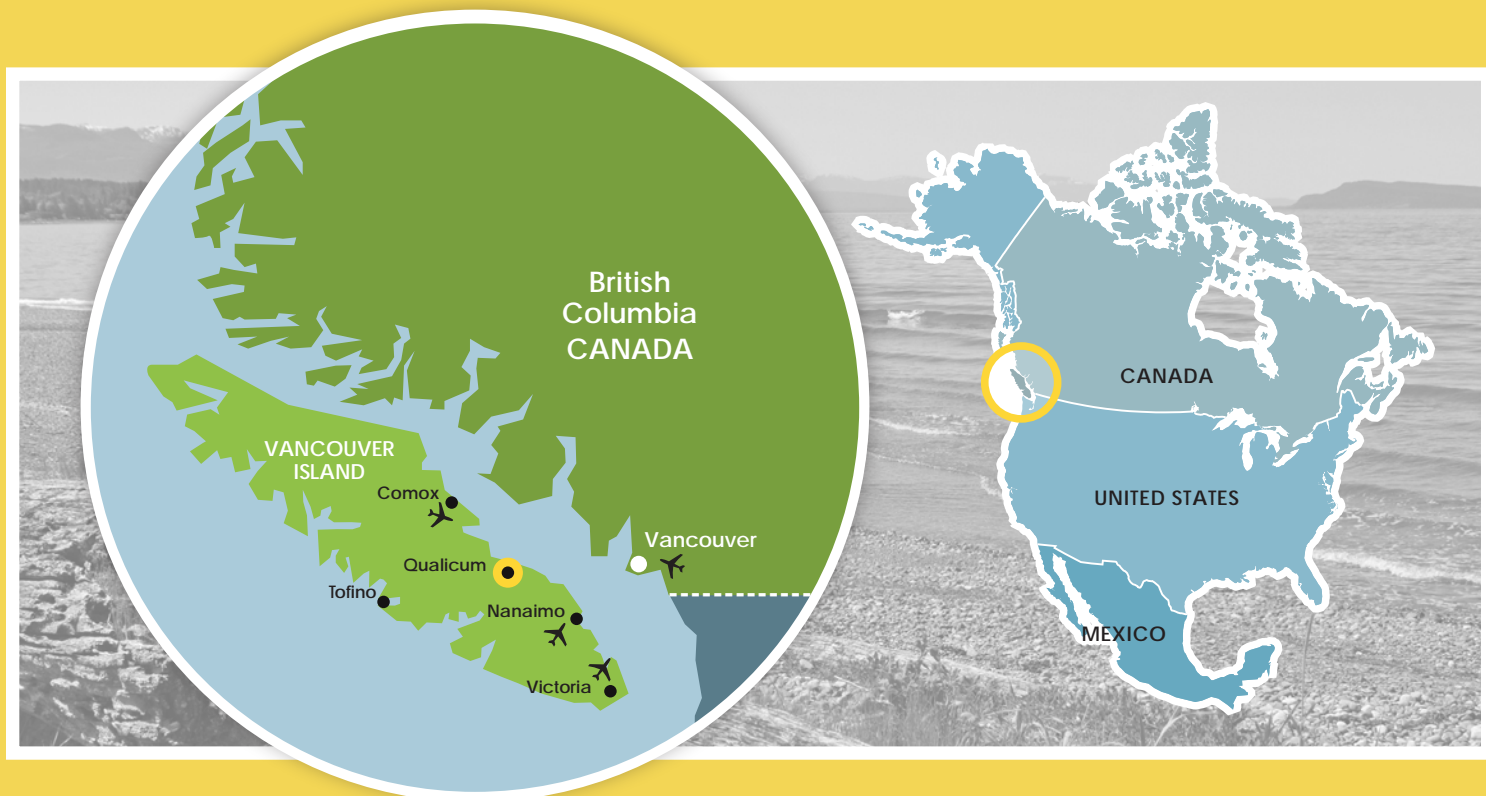 British
Columbia
CANADA
VANCOUVER
ISLAND
Comox
Qualicum
Tofino
Nanaimo
Victoria
Vancouver
CANADA
UNITED STATES
MEXICO